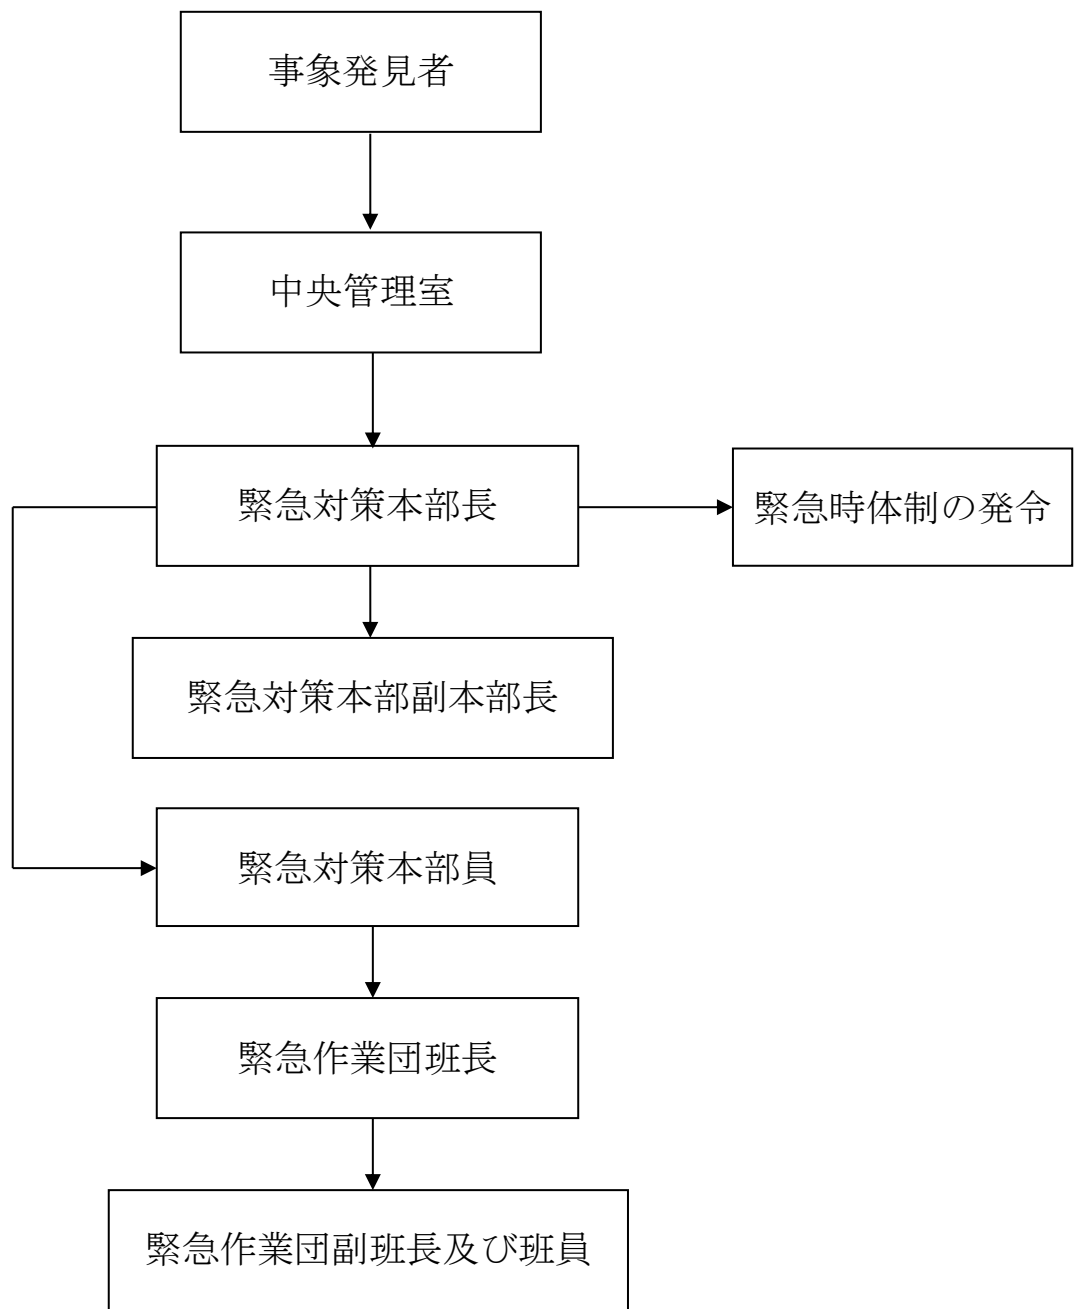 事象発見者
中央管理室
緊急対策本部長
緊急時体制の発令
緊急対策本部副本部長
緊急対策本部員
緊急作業団班長
緊急作業団副班長及び班員